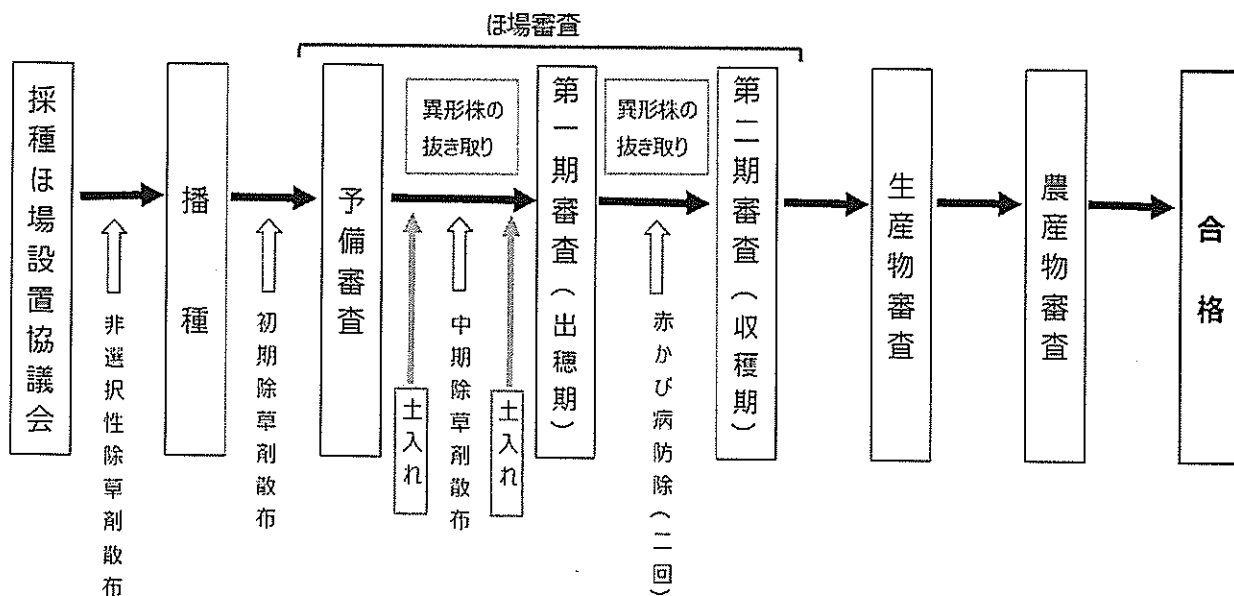 ほ場審査
採種ほ場設置協議会
非選択性除草剤散布
播種
初期除草剤散布
予備審査
異形株の
抜き取り
土入れ
中期除草剤散布
土入れ
第一期審査(出穂期)
異形株の
抜き取り
赤かび病防除(二回)
第二期審査(収穫期)
生産物審査
農産物審査
合格